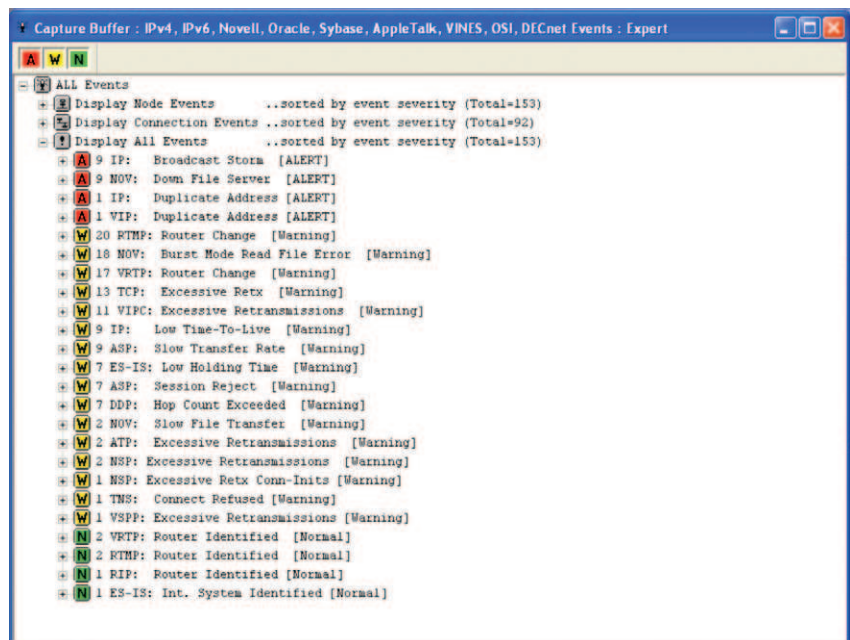 Capture Buffer : IPv4, IPv6, Novell, Oracle, Sybase, AppleTalk, VINES, OSI, DECnet Events : Expert
A W N
ALL Events
Display Node Events ..sorted by event severity (Total=153)
Display Connection Events ..sorted by event severity (Total=92)
Display All Events ..sorted by event severity (Total=153)
A 9 IP: Broadcast Storm [ALERT]
A 9 NOV: Down File Server [ALERT]
A 1 IP: Duplicate Address [ALERT]
A 1 VIP: Duplicate Address [ALERT]
W 20 RTMP: Router Change [Warning]
W 18 NOV: Burst Mode Read File Error [Warning]
W 17 VRTP: Router Change [Warning]
W 13 TCP: Excessive Retx [Warning]
W 11 VIPC: Excessive Retransmissions [Warning]
W 9 IP: Low Time-To-Live [Warning]
W 9 ASP: Slow Transfer Rate [Warning]
W 7 ES-IS: Low Holding Time [Warning]
W 7 ASP: Session Reject [Warning]
W 7 DDP: Hop Count Exceeded [Warning]
W 2 NOV: Slow File Transfer [Warning]
W 2 ATP: Excessive Retransmissions [Warning]
W 2 NSP: Excessive Retransmissions [Warning]
W 1 NSP: Excessive Retx Conn-Inits [Warning]
W 1 TNS: Connect Refused [Warning]
W 1 VSPP: Excessive Retransmissions [Warning]
N 2 VRTP: Router Identified [Normal]
N 2 RTMP: Router Identified [Normal]
N 1 RIP: Router Identified [Normal]
N 1 ES-IS: Int. System Identified [Normal]